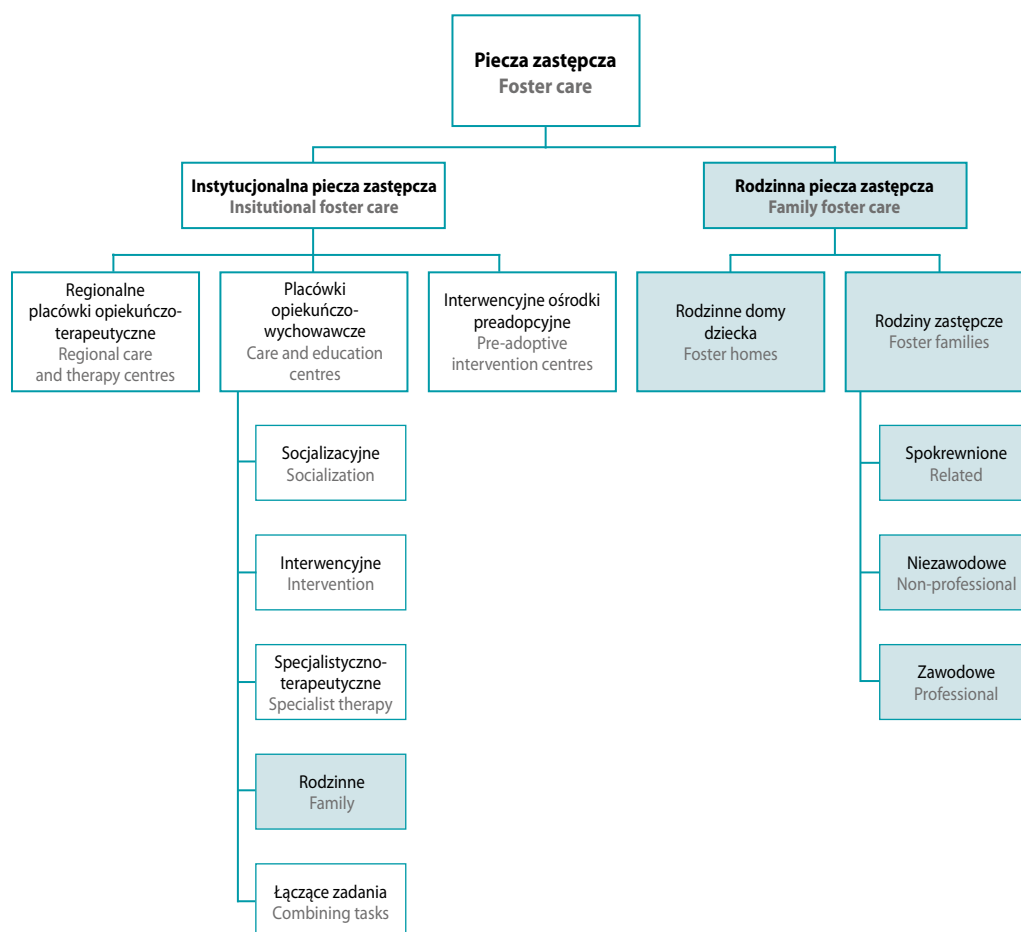 Piecza zastępcza
Foster care
Instytucjonalna piecza zastępcza
Insitutional foster care
Rodzinna piecza zastępcza
Family foster care
Regionalne
placówki opiekuńczo-
terapeutyczne
Regional care
and therapy centres
Placówki
opiekuńczo-
wychowawcze
Care and education
centres
Interwencyjne ośrodki
preadopcyjne
Pre-adoptive
intervention centres
Rodzinne domy
dziecka
Foster homes
Rodziny zastępcze
Foster families
Socjalizacyjne
Socialization
Interwencyjne
Intervention
Specjalistyczno-
terapeutyczne
Specialist therapy
Rodzinne
Family
Łączące zadania
Combining tasks
Spokrewnione
Related
Niezawodowe
Non-professional
Zawodowe
Professional